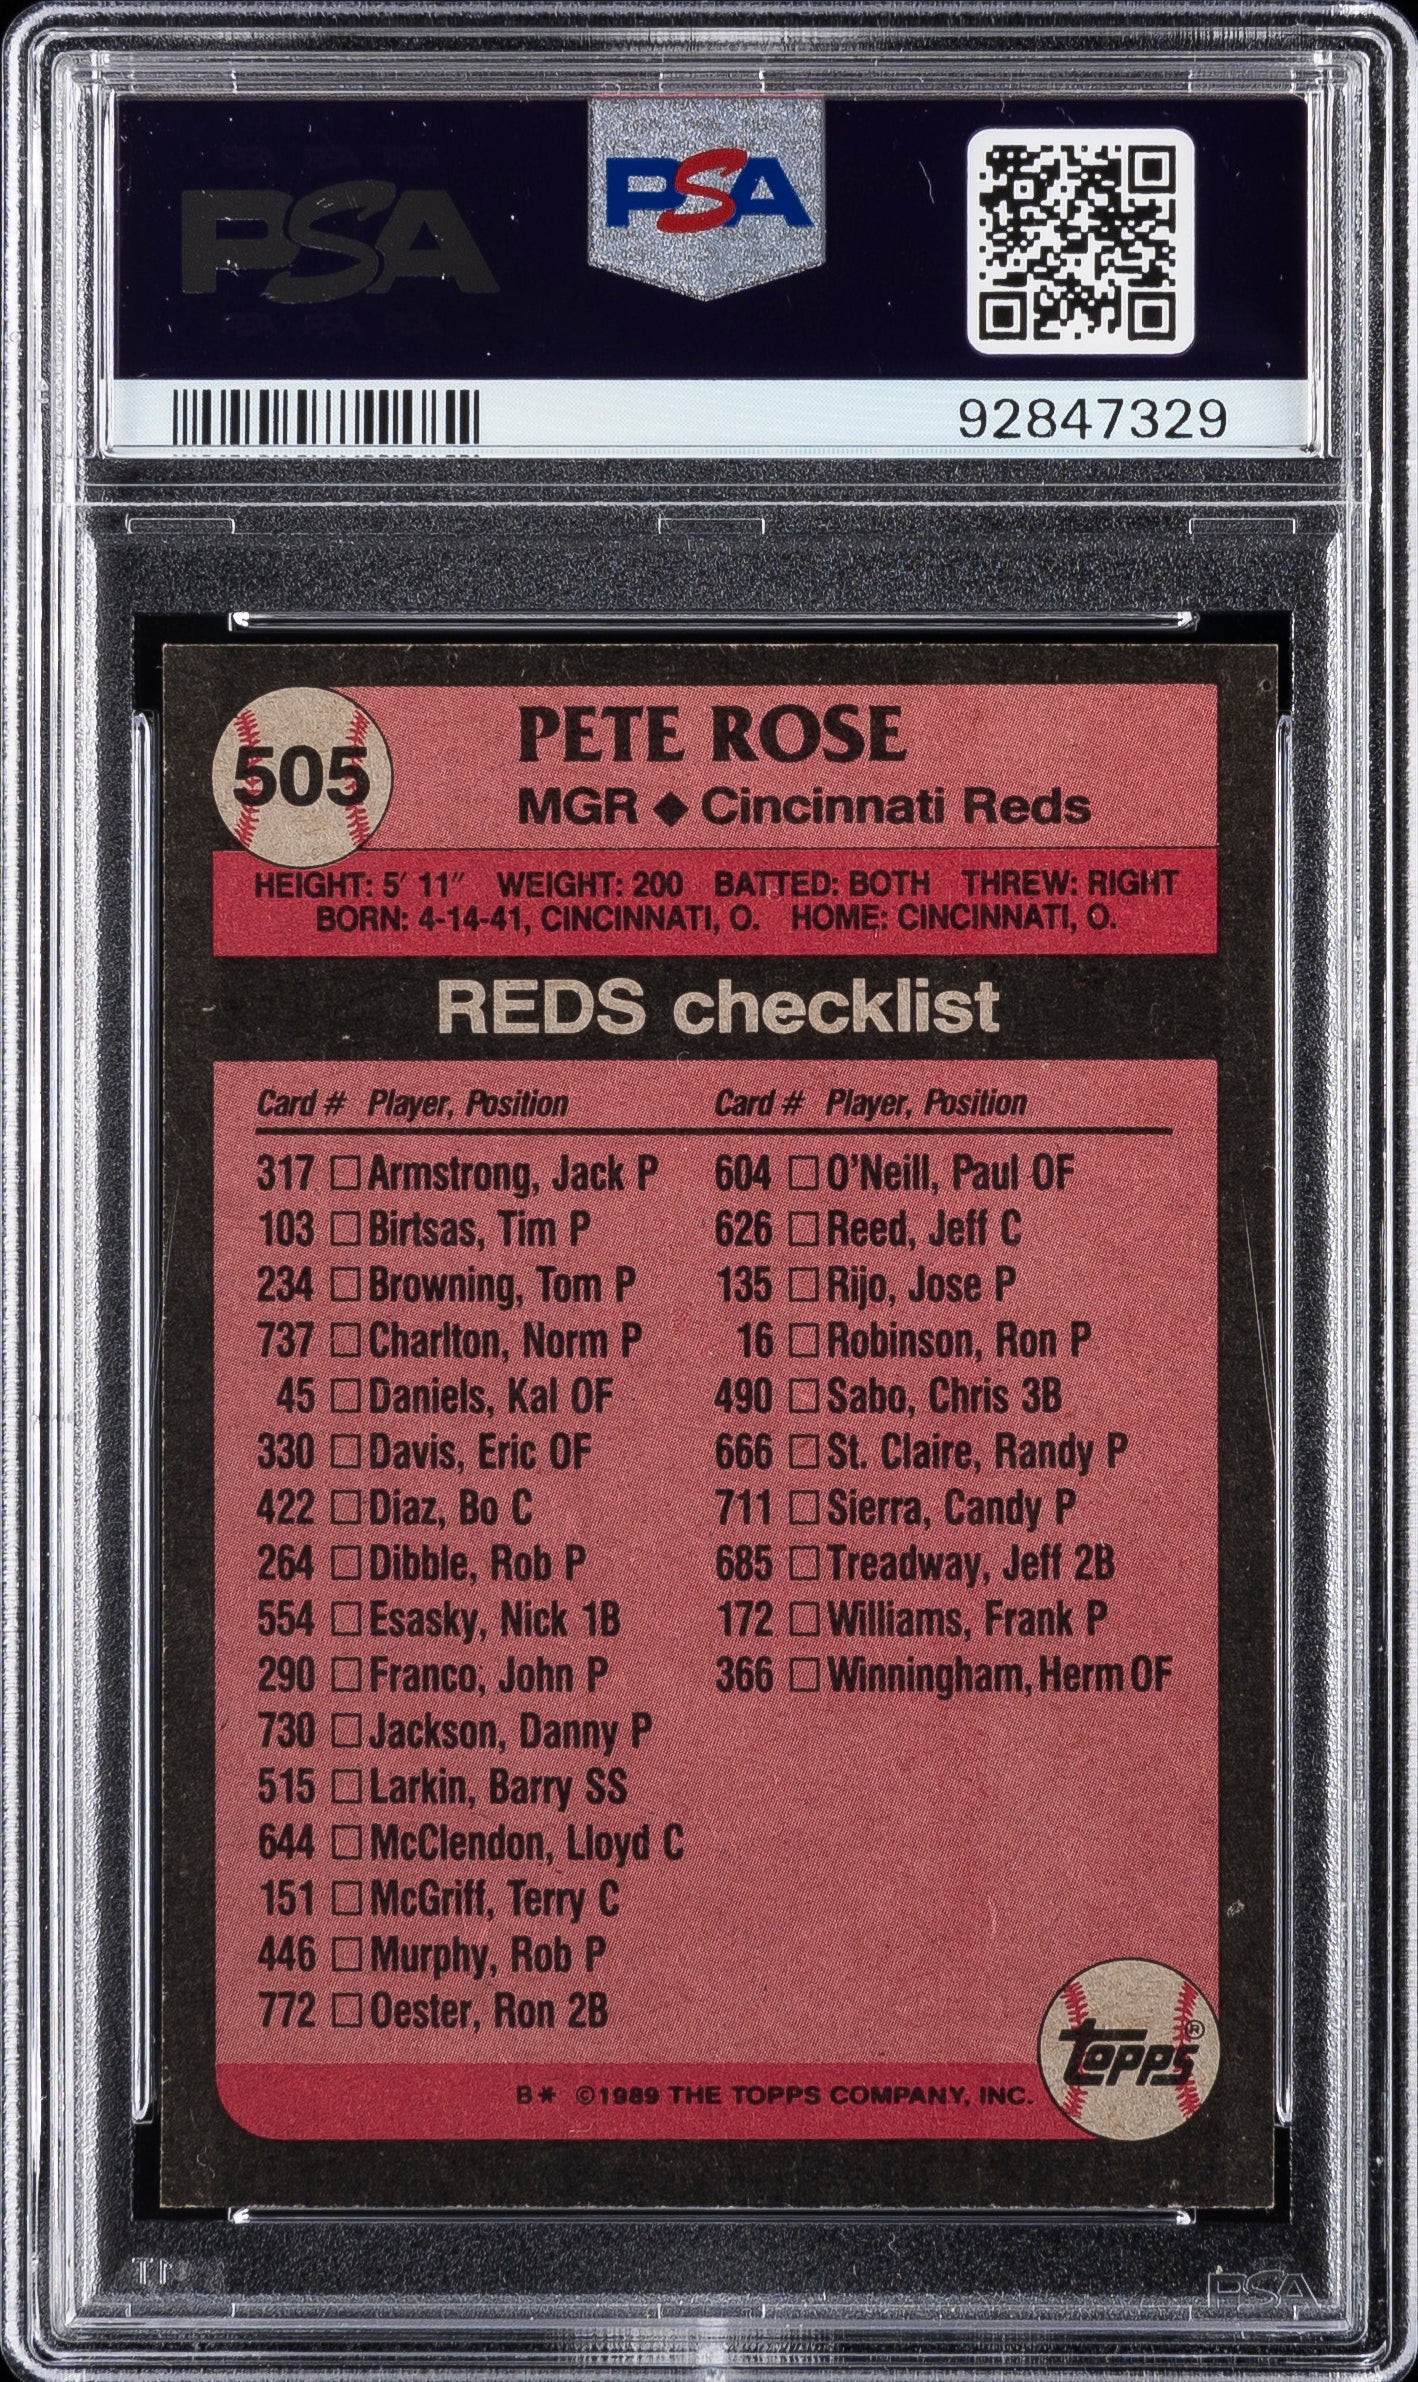 PSA
PSA
92847329
505
PETE ROSE
MGR ◆ Cincinnati Reds
HEIGHT: 5' 11" WEIGHT: 200 BATTED: BOTH THREW: RIGHT
BORN: 4-14-41, CINCINNATI, O. HOME: CINCINNATI, O.
REDS checklist
Card # Player, Position
317 □ Armstrong, Jack P
103 □ Birtsas, Tim P
234 □ Browning, Tom P
737 □ Charlton, Norm P
45 □ Daniels, Kal OF
330 □ Davis, Eric OF
422 □ Diaz, Bo C
264 □ Dibble, Rob P
554 □ Esasky, Nick 1B
290 □ Franco, John P
730 □ Jackson, Danny P
515 □ Larkin, Barry SS
644 □ McClendon, Lloyd C
151 □ McGriff, Terry C
446 □ Murphy, Rob P
772 □ Oester, Ron 2B
Card # Player, Position
604 □ O'Neill, Paul OF
626 □ Reed, Jeff C
135 □ Rijo, Jose P
16 □ Robinson, Ron P
490 □ Sabo, Chris 3B
666 □ St. Claire, Randy P
711 □ Sierra, Candy P
685 □ Treadway, Jeff 2B
172 □ Williams, Frank P
366 □ Winningham, Herm OF
B* ©1989 THE TOPPS COMPANY, INC.
topps®
PSA